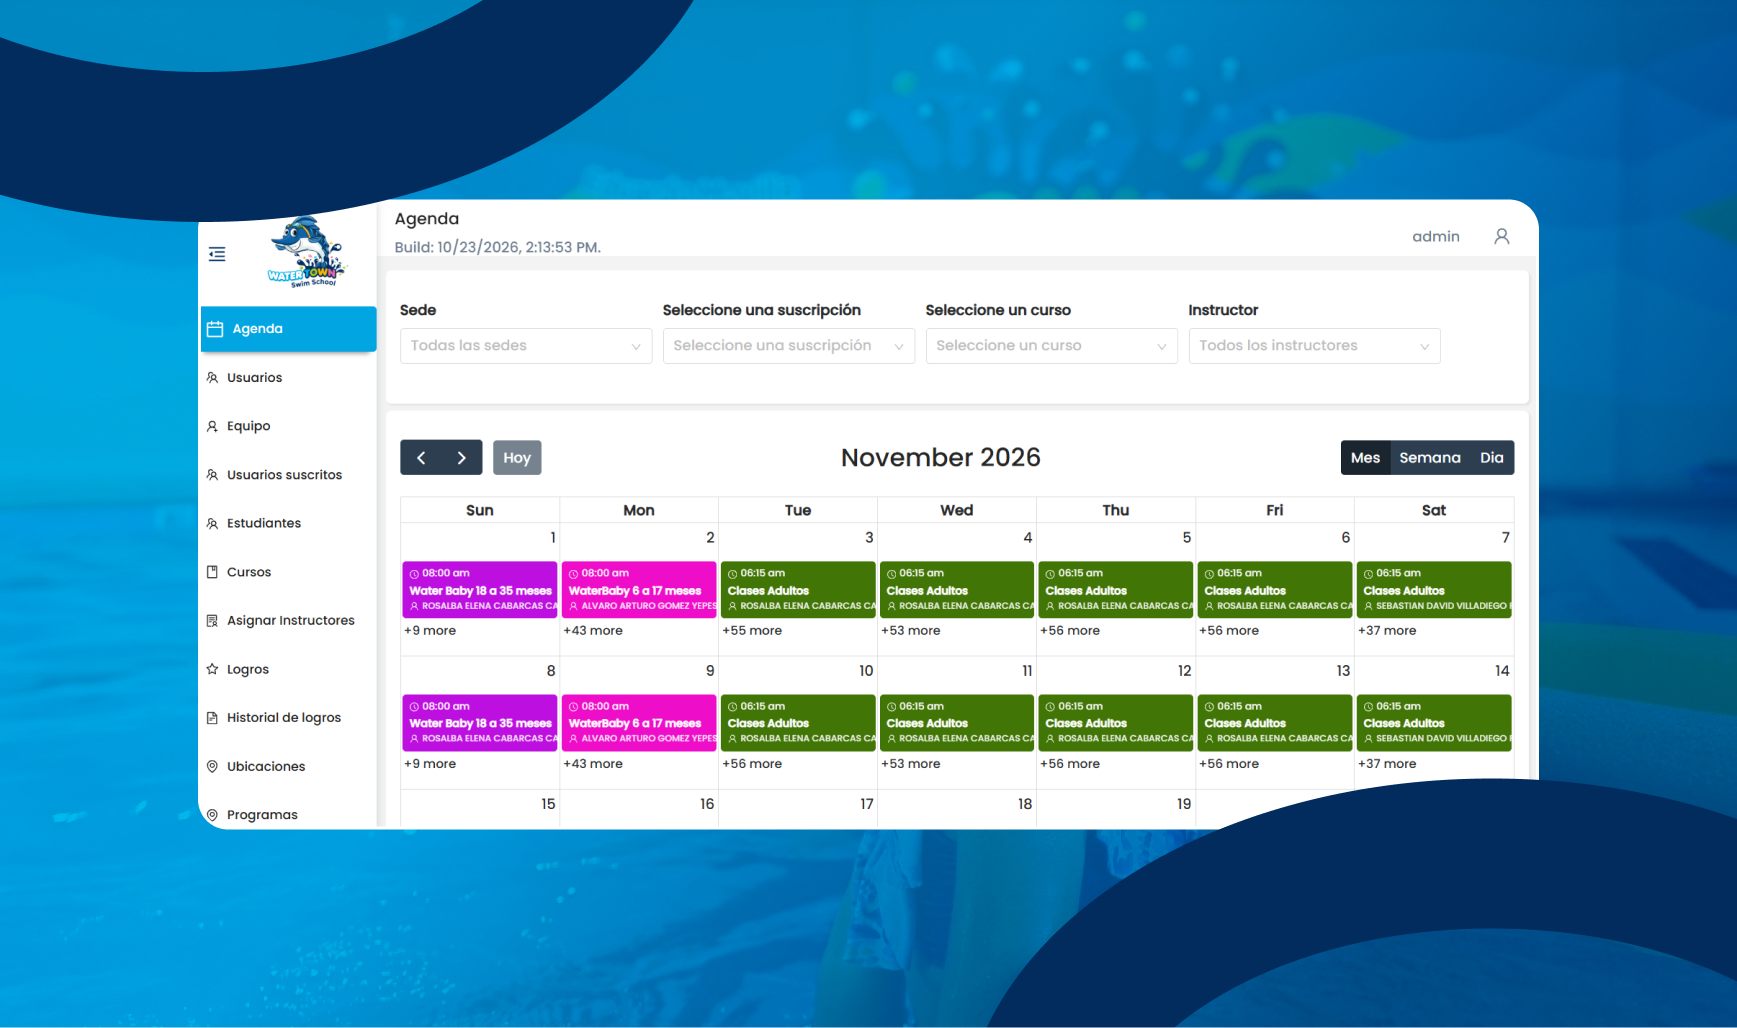 WATER TOWN
Swim School
Agenda
Build: 10/23/2026, 2:13:53 PM.
admin
Agenda
Usuarios
Equipo
Usuarios suscritos
Estudiantes
Cursos
Asignar Instructores
Logros
Historial de logros
Ubicaciones
Programas
Sede
Seleccione una suscripción
Seleccione un curso
Instructor
Todas las sedes
Seleccione una suscripción
Seleccione un curso
Todos los instructores
Hoy
November 2026
Mes Semana Dia
Sun Mon Tue Wed Thu Fri Sat
1 2 3 4 5 6 7
08:00 am
Water Baby 18 a 35 meses
ROSALBA ELENA CABARCAS CA
+9 more
08:00 am
WaterBaby 6 a 17 meses
ALVARO ARTURO GOMEZ YEPES
+43 more
06:15 am
Clases Adultos
ROSALBA ELENA CABARCAS CA
+55 more
06:15 am
Clases Adultos
ROSALBA ELENA CABARCAS CA
+53 more
06:15 am
Clases Adultos
ROSALBA ELENA CABARCAS CA
+56 more
06:15 am
Clases Adultos
ROSALBA ELENA CABARCAS CA
+56 more
06:15 am
Clases Adultos
SEBASTIAN DAVID VILLADIEGO
+37 more
8 9 10 11 12 13 14
08:00 am
Water Baby 18 a 35 meses
ROSALBA ELENA CABARCAS CA
+9 more
08:00 am
WaterBaby 6 a 17 meses
ALVARO ARTURO GOMEZ YEPES
+43 more
06:15 am
Clases Adultos
ROSALBA ELENA CABARCAS CA
+56 more
06:15 am
Clases Adultos
ROSALBA ELENA CABARCAS CA
+53 more
06:15 am
Clases Adultos
ROSALBA ELENA CABARCAS CA
+56 more
06:15 am
Clases Adultos
ROSALBA ELENA CABARCAS CA
+56 more
06:15 am
Clases Adultos
SEBASTIAN DAVID VILLADIEGO
+37 more
15 16 17 18 19